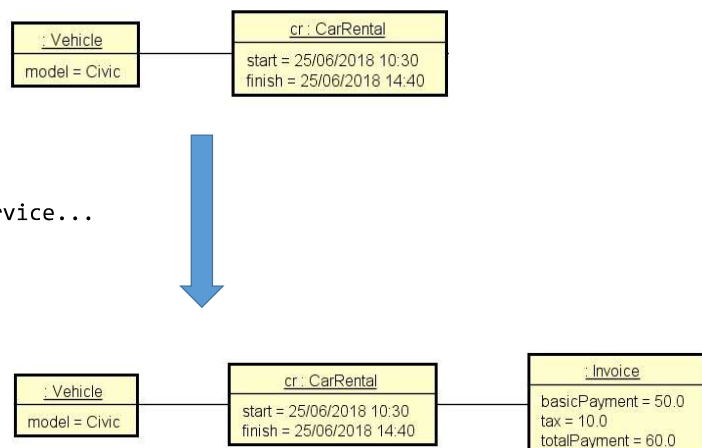 cr : CarRental
: Vehicle
start = 25/06/2018 10:30
model = Civic
finish = 25/06/2018 14:40
rvice...
: Invoice
cr : CarRental
: Vehicle
basicPayment = 50.0
start = 25/06/2018 10:30
tax = 10.0
model = Civic
finish = 25/06/2018 14:40
totalPayment = 60.0